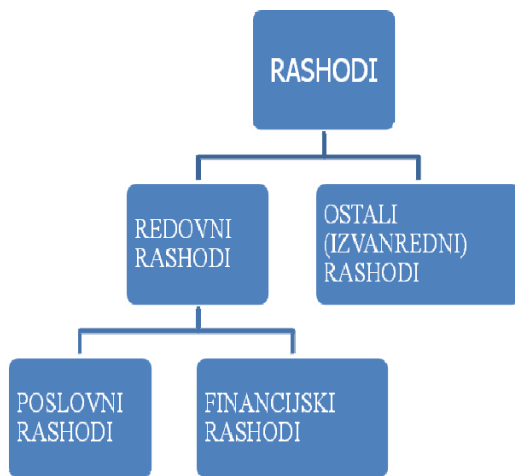 RASHODI
REDOVNI
RASHODI
OSTALI
(IZVANREDNI)
RASHODI
POSLOVNI
RASHODI
FINANCIJSKI
RASHODI